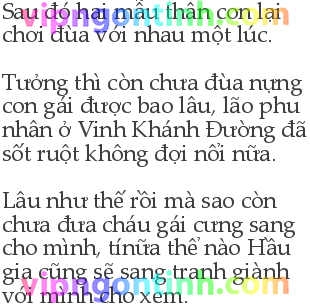 Sau đó hai mẫu thân con lại
chơi đùa với nhau một lúc.
Tưởng thì còn chưa đùa nựng
con gái được bao lâu, lão phu
nhân ở Vinh Khánh Đường đã
sốt ruột không đợi nổi nữa.
Lâu như thế rồi mà sao còn
chưa đưa cháu gái cưng sang
cho mình, tínữa thể nào Hầu
gia cũng sẽ sang tranh giành
với mình cho xem.
vipngontinh.com